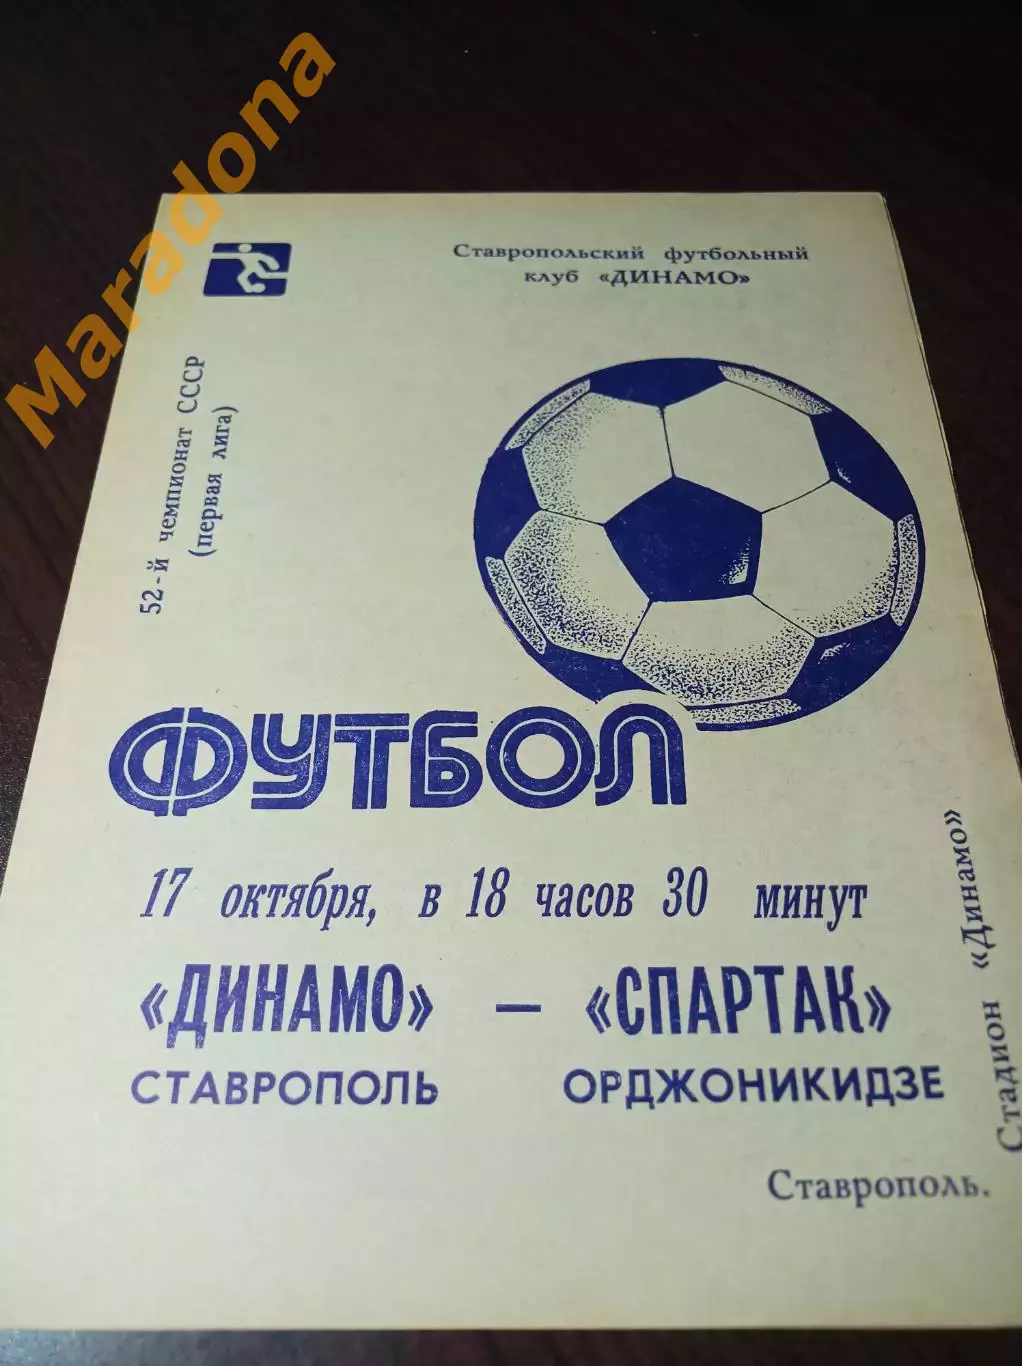 Maradona
Ставропольский футбольный
клуб «ДИНАМО»
52-й чемпионат СССР
(первая лига)
ФУТБОЛ
17 октября, в 18 часов 30 минут
«ДИНАМО» — «СПАРТАК»
СТАВРОПОЛЬ ОРДЖОНИКИДЗЕ
Стадион «Динамо»
Ставрополь.